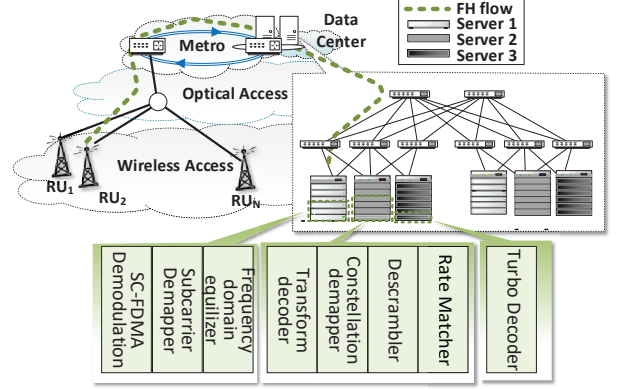 Data
Center
Metro
Optical Access
Wireless Access
RU1
RU2
RUN
FH flow
Server 1
Server 2
Server 3
SC-FDMA
Demodulation
Subcarrier
Demapper
Frequency
domain
equilizer
Transform
decoder
Constellation
demapper
Descrambler
Rate Matcher
Turbo Decoder